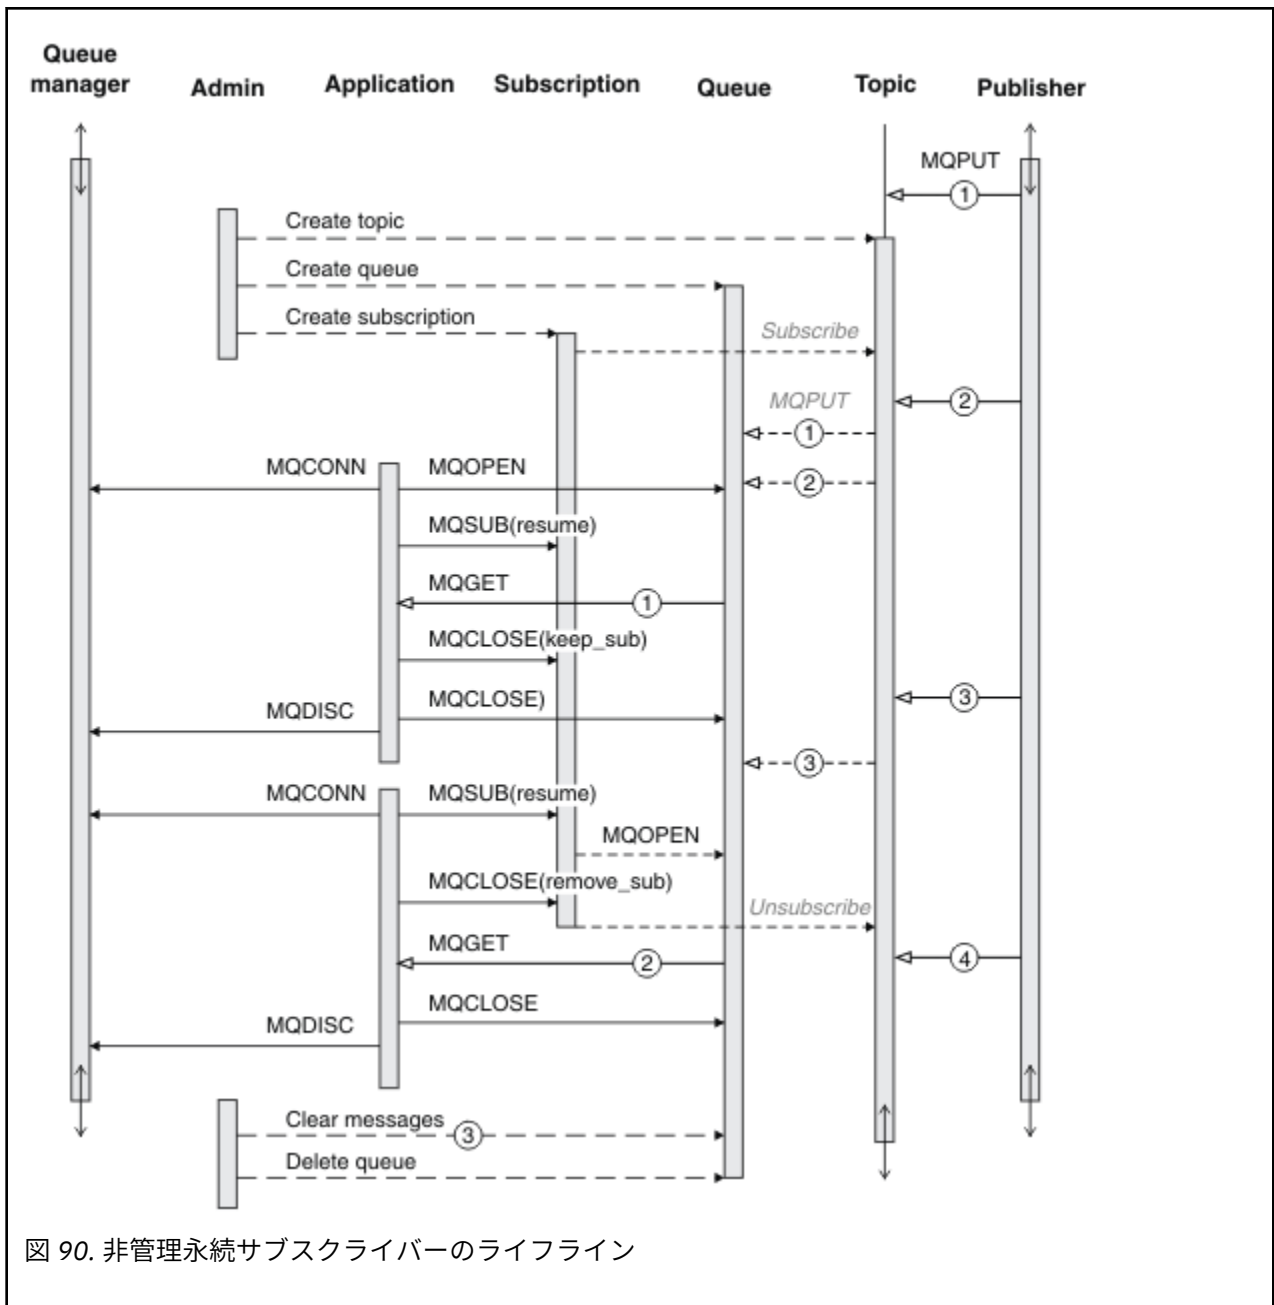 Queue
manager
Admin
Application
Subscription
Queue
Topic
Publisher
MQPUT
1
Create topic
Create queue
Create subscription
Subscribe
MQPUT
2
1
MQCONN
MQOPEN
2
MQSUB(resume)
MQGET
1
MQCLOSE(keep_sub)
MQCLOSE)
3
MQDISC
3
MQCONN
MQSUB(resume)
MQOPEN
MQCLOSE(remove_sub)
Unsubscribe
MQGET
2
4
MQCLOSE
MQDISC
Clear messages
3
Delete queue
図 90. 非管理永続サブスクライバーのライフライン